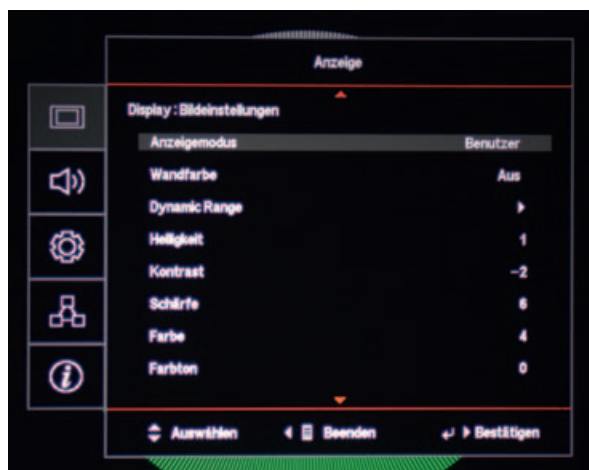 Anzeige
Display : Bildeinstellungen
Anzeigemodus Benutzer
Wandfarbe Aus
Dynamic Range
Helligkeit 1
Kontrast -2
Schärfe 6
Farbe 4
Farbton 0
Auswählen Beenden Bestätigen